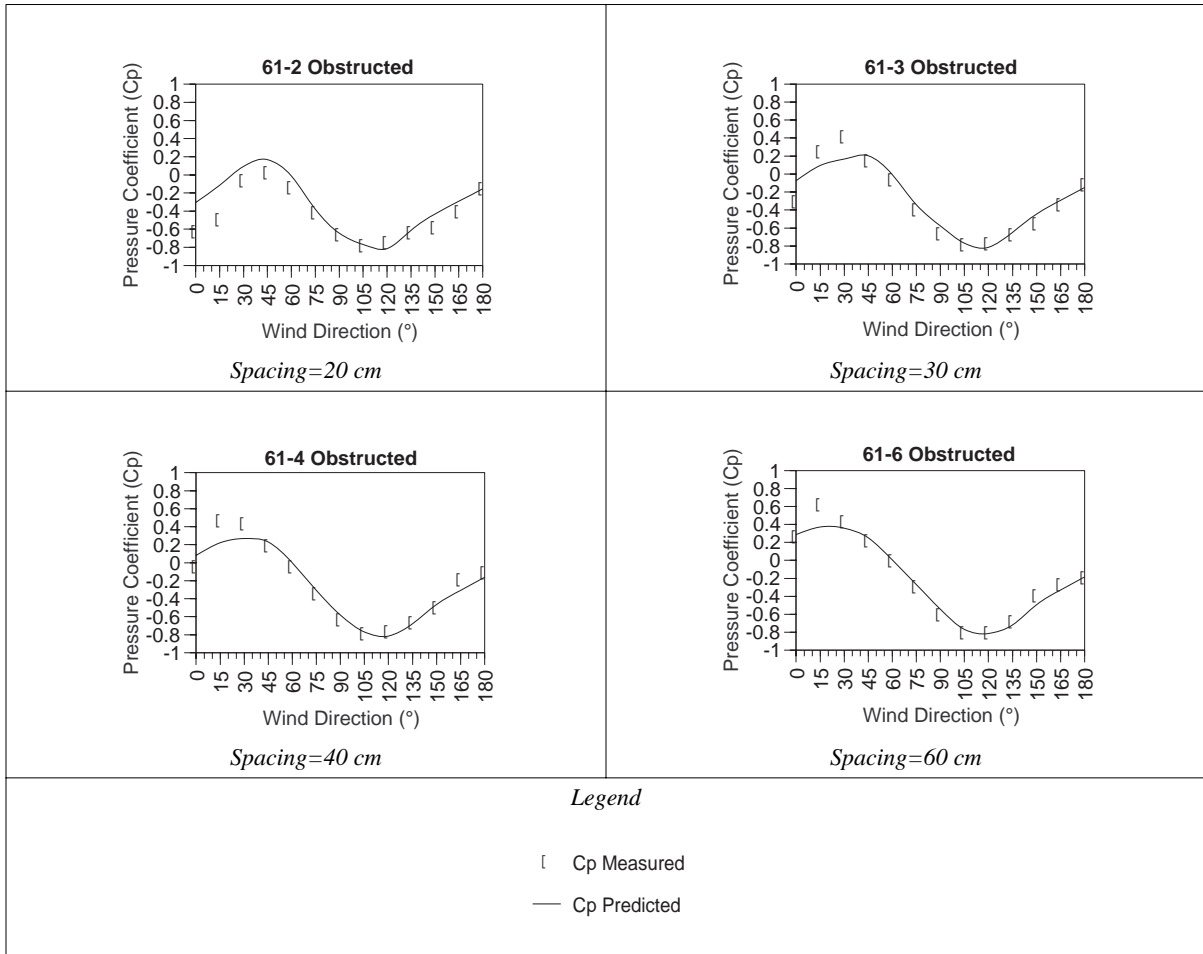 61-2 Obstructed
Pressure Coefficient (Cp)
1
0.8
0.6
0.4
0.2
0
-0.2
-0.4
-0.6
-0.8
-1
0 15 30 45 60 75 90 105 120 135 150 165 180
Wind Direction (°)
Spacing=20 cm
61-3 Obstructed
Pressure Coefficient (Cp)
1
0.8
0.6
0.4
0.2
0
-0.2
-0.4
-0.6
-0.8
-1
0 15 30 45 60 75 90 105 120 135 150 165 180
Wind Direction (°)
Spacing=30 cm
61-4 Obstructed
Pressure Coefficient (Cp)
1
0.8
0.6
0.4
0.2
0
-0.2
-0.4
-0.6
-0.8
-1
0 15 30 45 60 75 90 105 120 135 150 165 180
Wind Direction (°)
Spacing=40 cm
61-6 Obstructed
Pressure Coefficient (Cp)
1
0.8
0.6
0.4
0.2
0
-0.2
-0.4
-0.6
-0.8
-1
0 15 30 45 60 75 90 105 120 135 150 165 180
Wind Direction (°)
Spacing=60 cm
Legend
[ Cp Measured
Cp Predicted